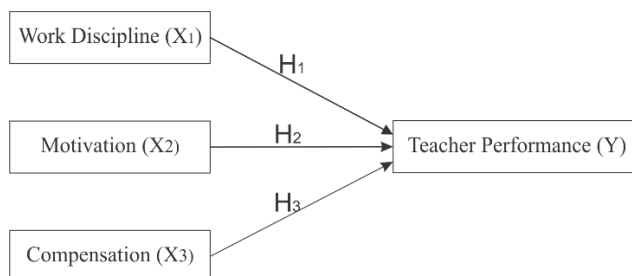 Work Discipline (X1)
H1
Motivation (X2)
H2
Teacher Performance (Y)
H3
Compensation (X3)